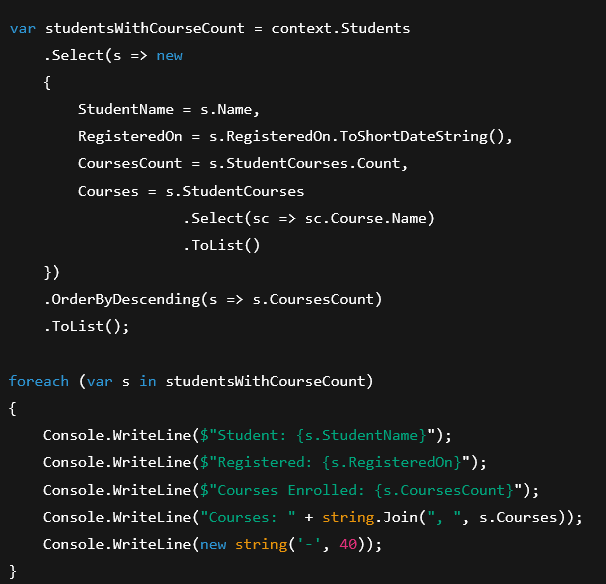 var studentsWithCourseCount = context.Students
    .Select(s => new
    {
        StudentName = s.Name,
        RegisteredOn = s.RegisteredOn.ToShortDateString(),
        CoursesCount = s.StudentCourses.Count,
        Courses = s.StudentCourses
                    .Select(sc => sc.Course.Name)
                    .ToList()
    })
    .OrderByDescending(s => s.CoursesCount)
    .ToList();

foreach (var s in studentsWithCourseCount)
{
    Console.WriteLine($"Student: {s.StudentName}");
    Console.WriteLine($"Registered: {s.RegisteredOn}");
    Console.WriteLine($"Courses Enrolled: {s.CoursesCount}");
    Console.WriteLine("Courses: " + string.Join(", ", s.Courses));
    Console.WriteLine(new string('-', 40));
}